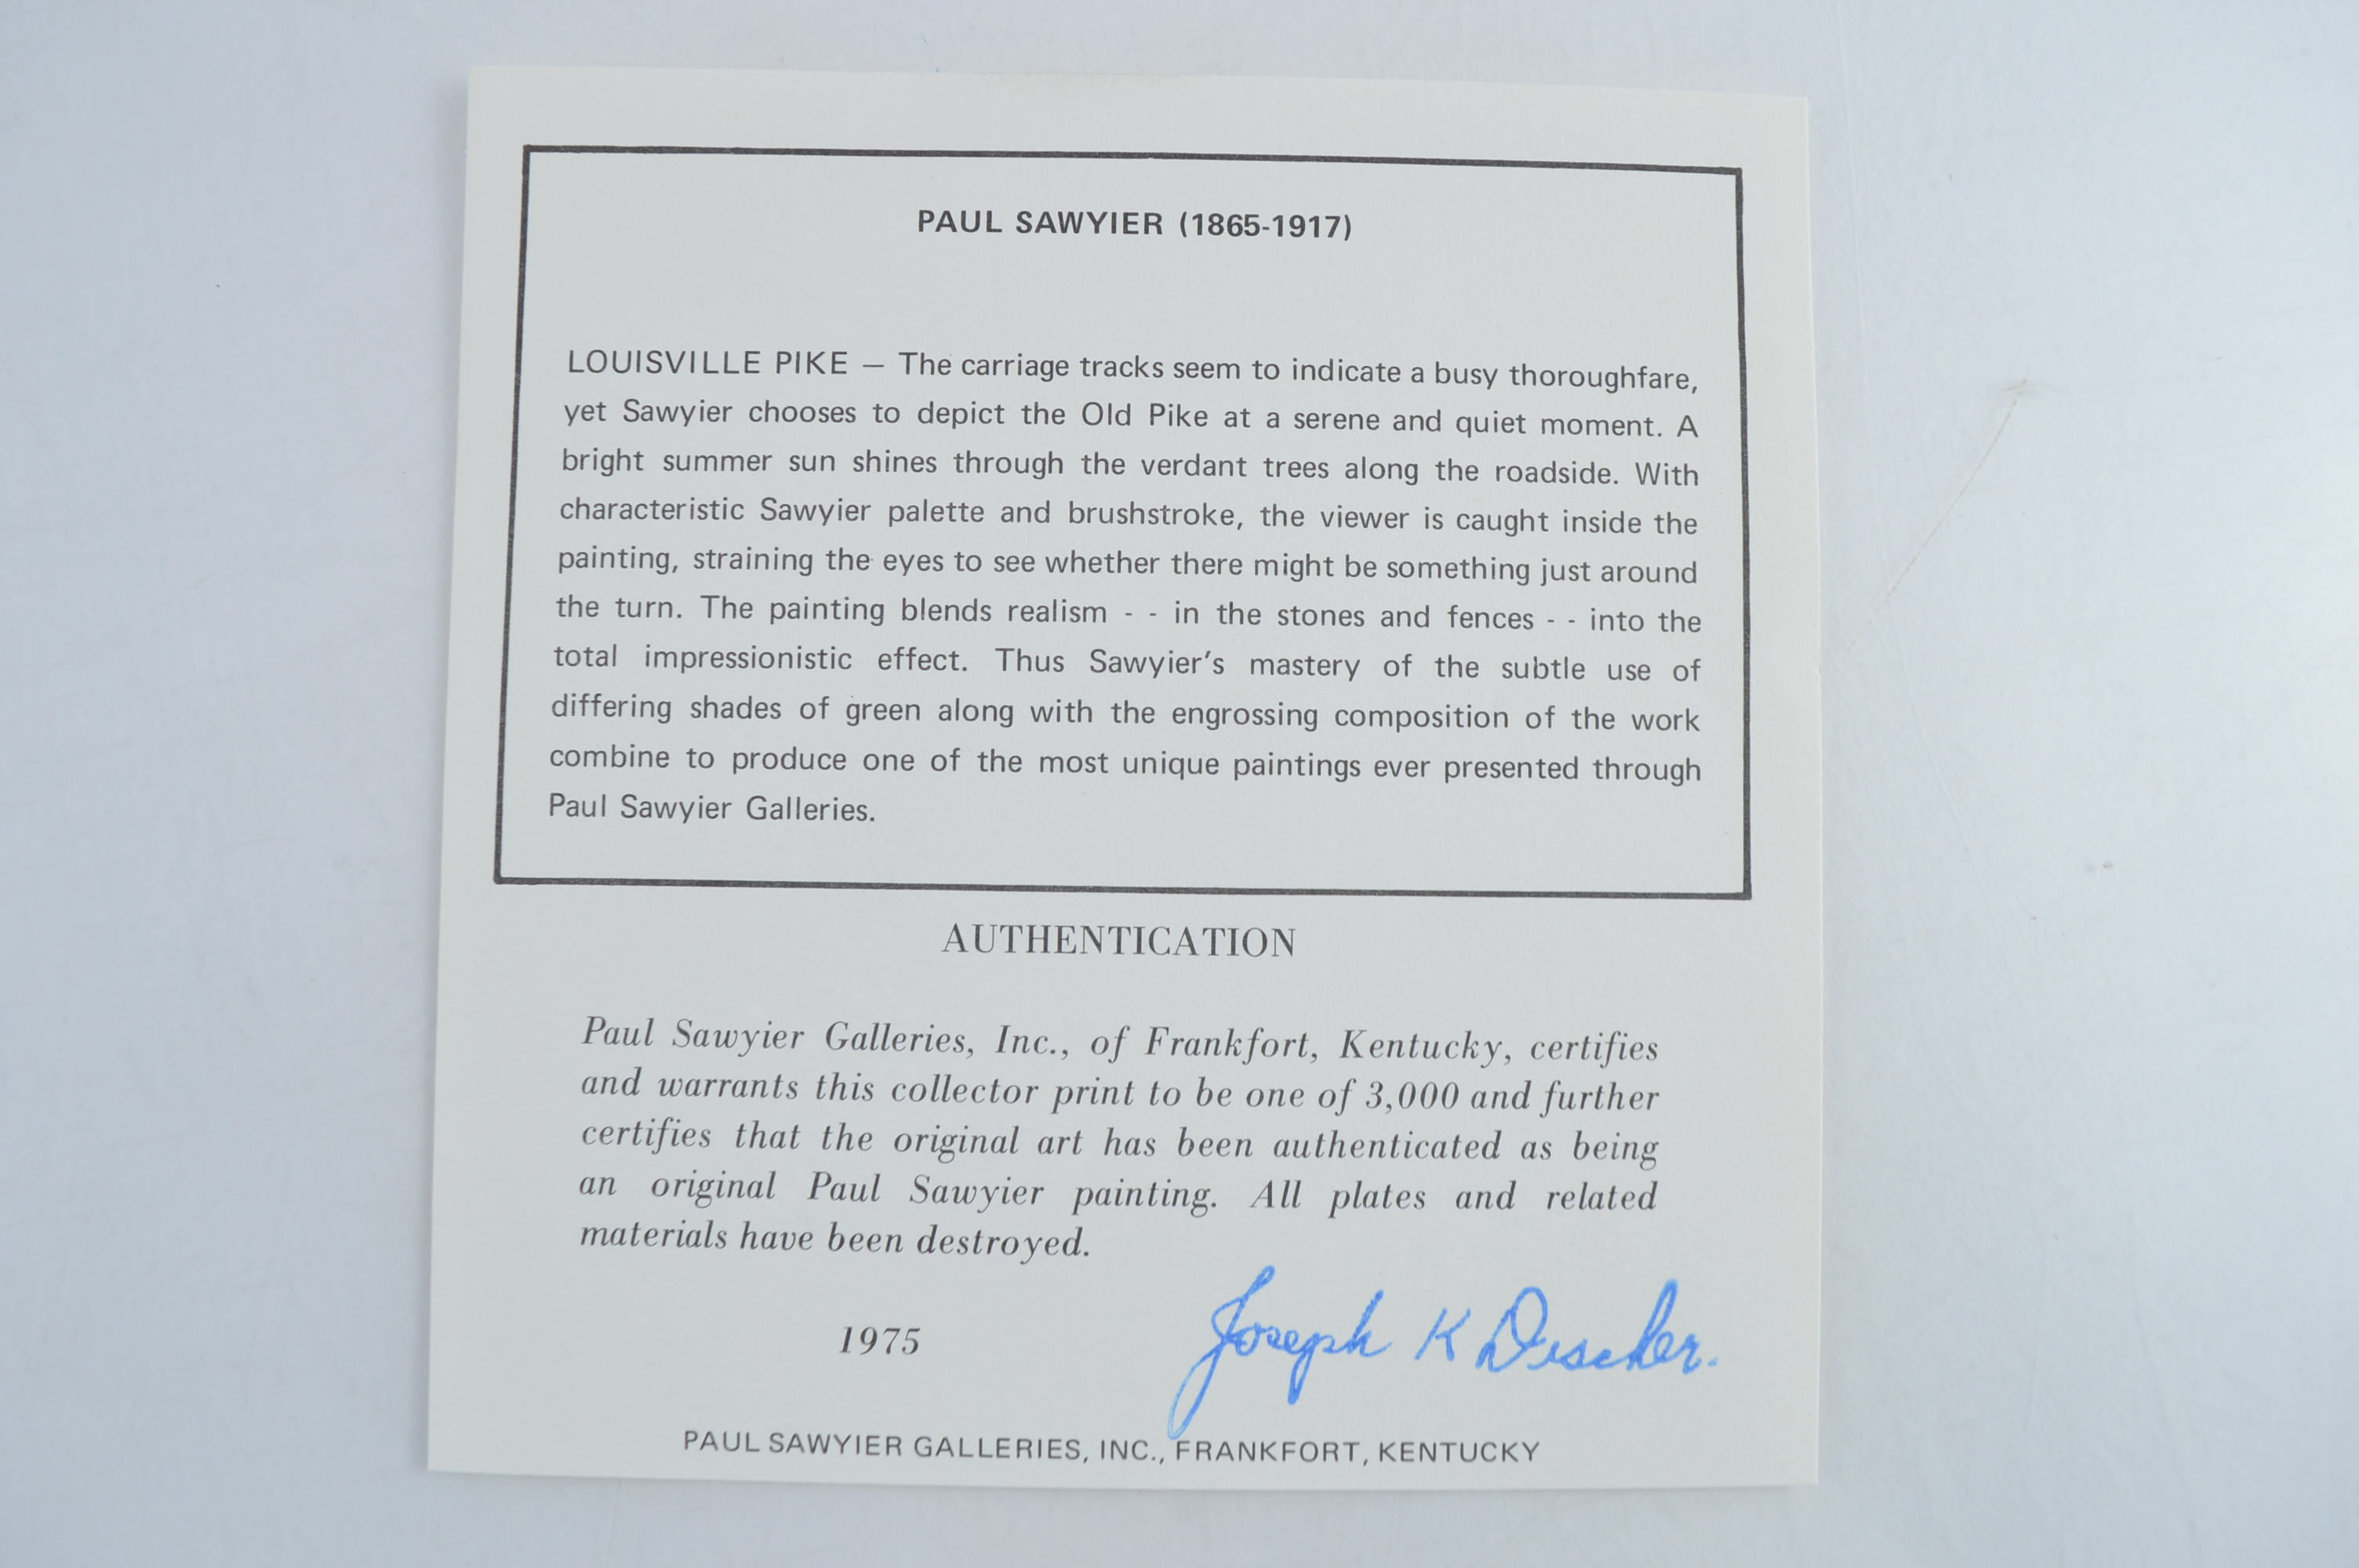 PAUL SAWYIER (1865-1917)
LOUISVILLE PIKE — The carriage tracks seem to indicate a busy thoroughfare,
yet Sawyier chooses to depict the Old Pike at a serene and quiet moment. A
bright summer sun shines through the verdant trees along the roadside. With
characteristic Sawyier palette and brushstroke, the viewer is caught inside the
painting, straining the eyes to see whether there might be something just around
the turn. The painting blends realism - - in the stones and fences - - into the
total impressionistic effect. Thus Sawyier's mastery of the subtle use of
differing shades of green along with the engrossing composition of the work
combine to produce one of the most unique paintings ever presented through
Paul Sawyier Galleries.
AUTHENTICATION
Paul Sawyier Galleries, Inc., of Frankfort, Kentucky, certifies
and warrants this collector print to be one of 3,000 and further
certifies that the original art has been authenticated as being
an original Paul Sawyier painting. All plates and related
materials have been destroyed.
1975 Joseph K
PAUL SAWYIER GALLERIES, INC., FRANKFORT, KENTUCKY